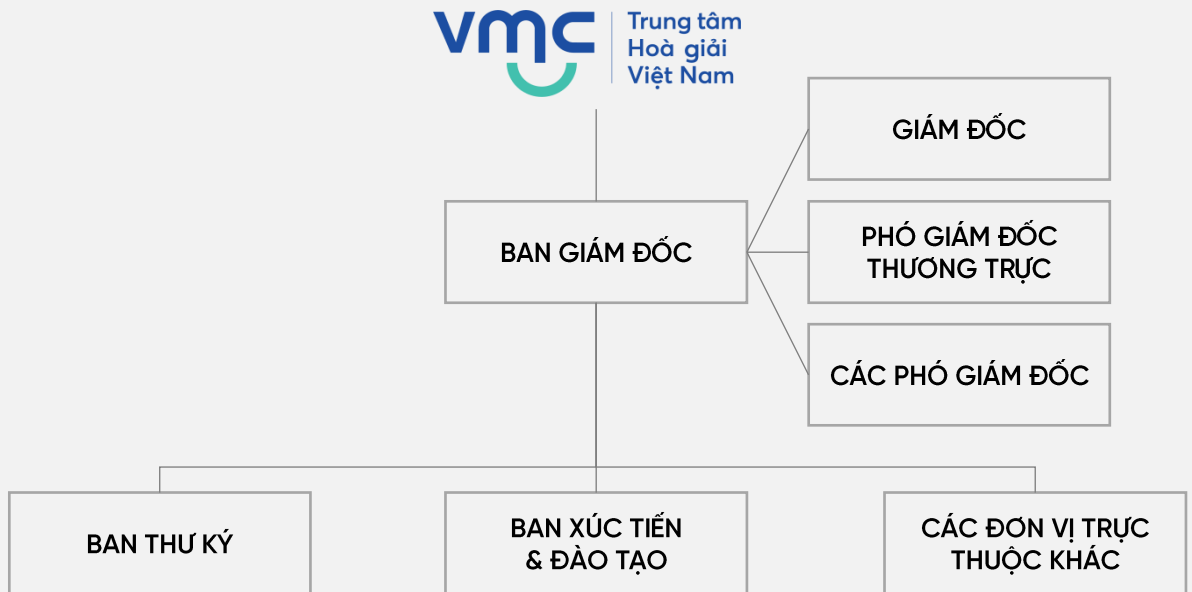 vmc
Trung tâm
Hoà giải
Việt Nam
GIÁM ĐỐC
BAN GIÁM ĐỐC
PHÓ GIÁM ĐỐC
THƯƠNG TRỰC
CÁC PHÓ GIÁM ĐỐC
BAN THƯ KÝ
BAN XÚC TIẾN
& ĐÀO TẠO
CÁC ĐƠN VỊ TRỰC
THUỘC KHÁC